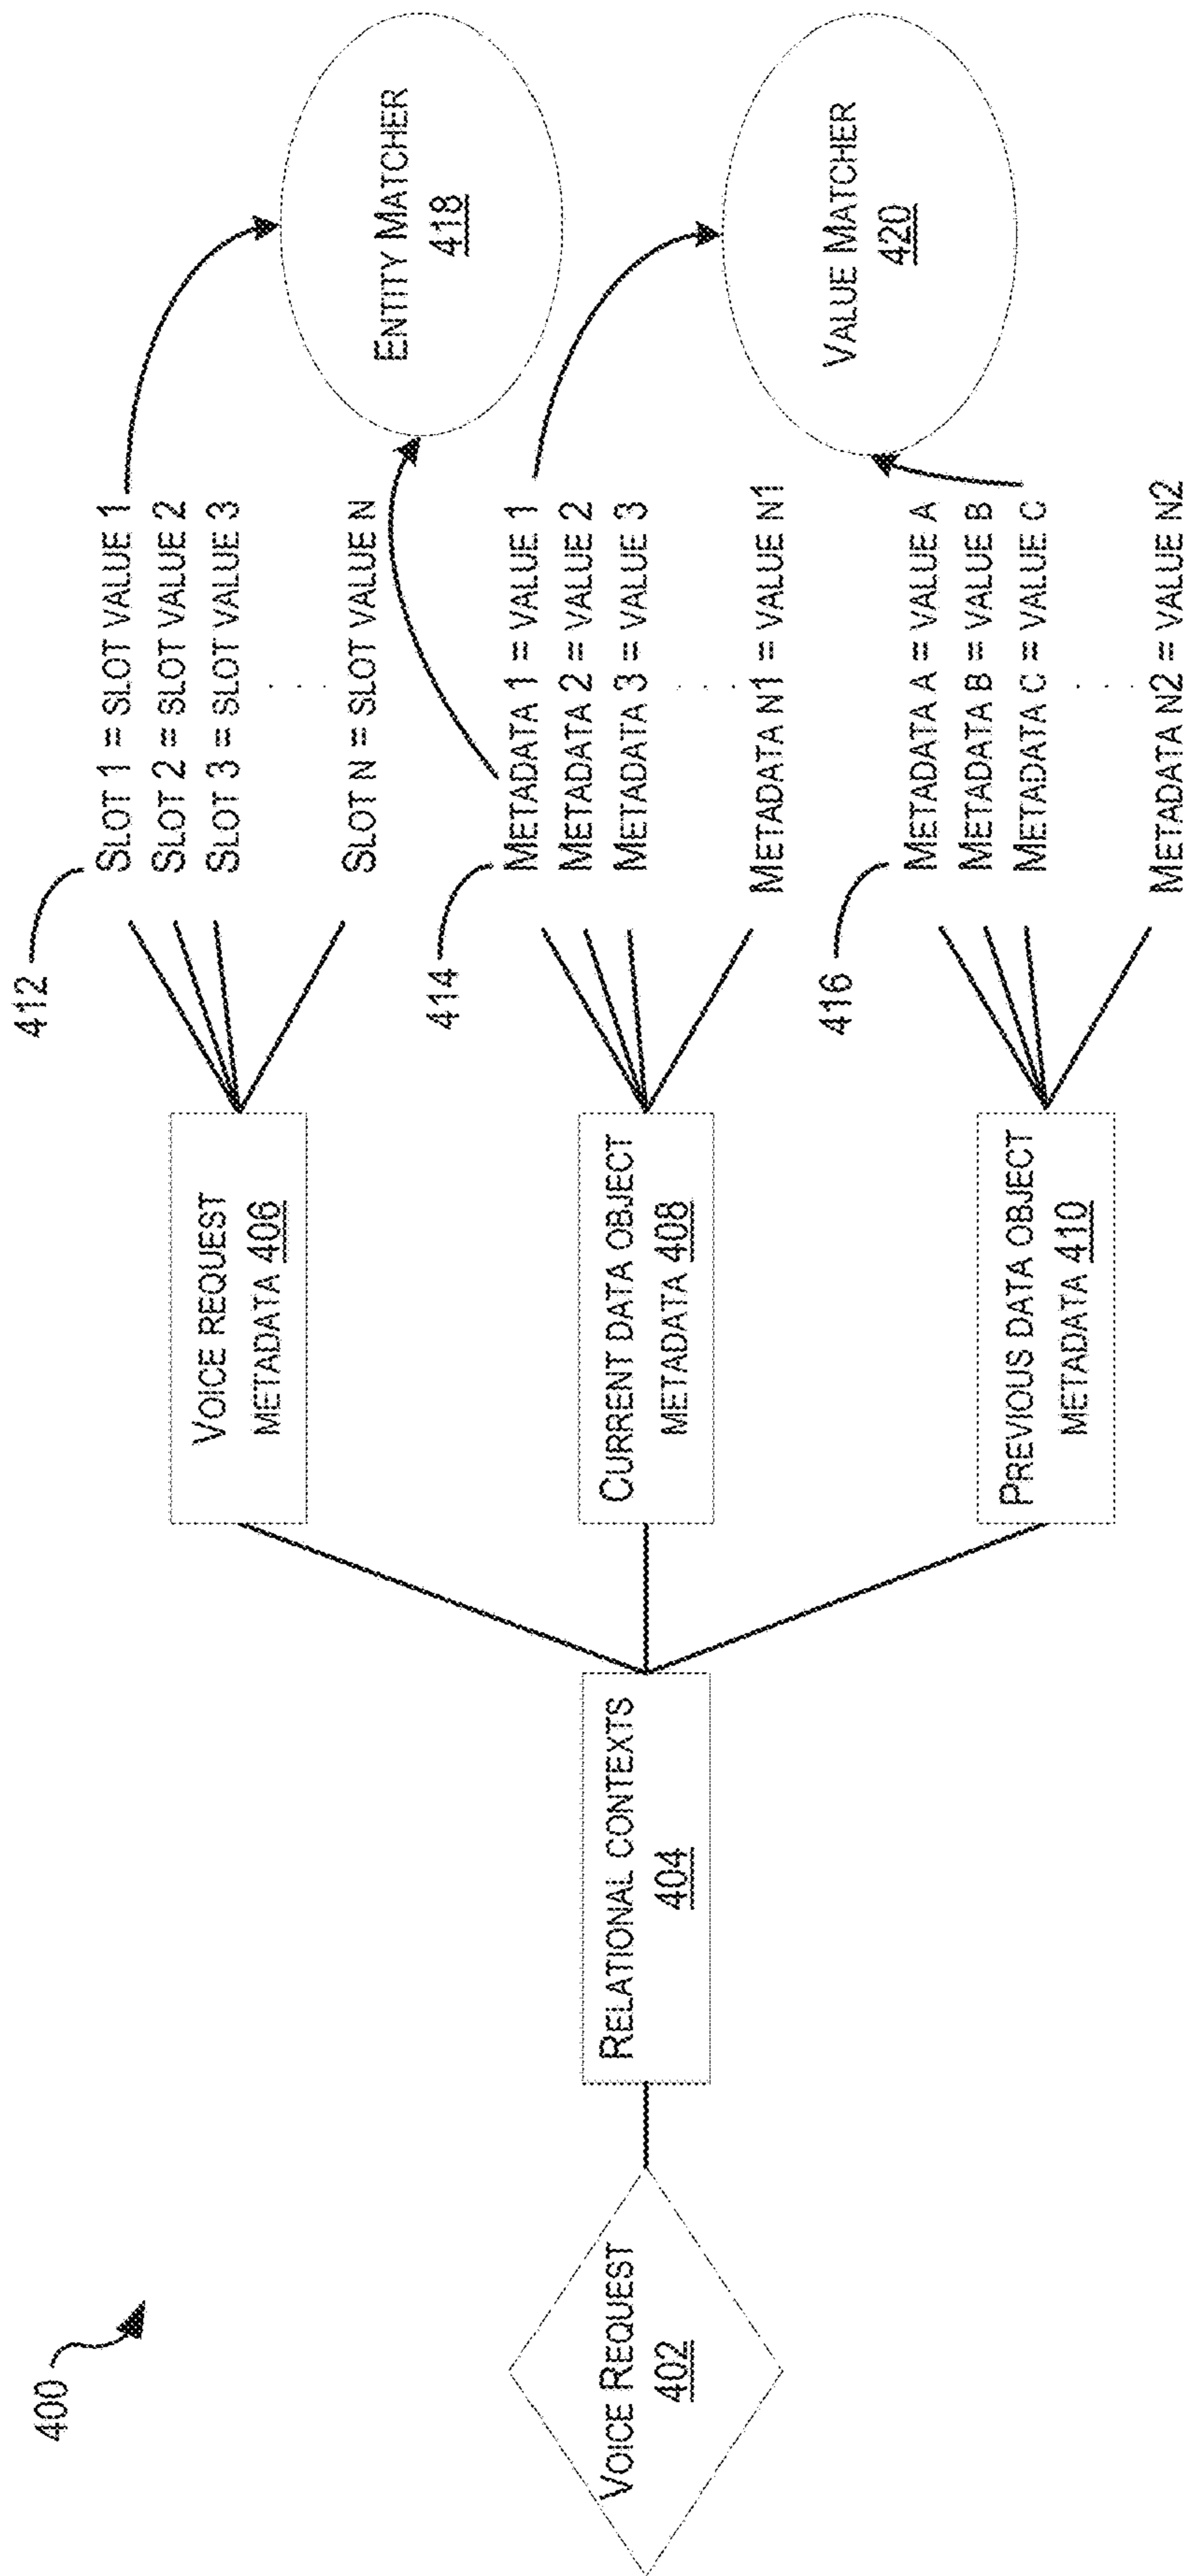 400
VOICE REQUEST
402
RELATIONAL CONTEXTS
404
VOICE REQUEST
METADATA 406
CURRENT DATA OBJECT
METADATA 408
PREVIOUS DATA OBJECT
METADATA 410
412
SLOT 1 = SLOT VALUE 1
SLOT 2 = SLOT VALUE 2
SLOT 3 = SLOT VALUE 3
SLOT N = SLOT VALUE N
414
METADATA 1 = VALUE 1
METADATA 2 = VALUE 2
METADATA 3 = VALUE 3
METADATA N1 = VALUE N1
416
METADATA A = VALUE A
METADATA B = VALUE B
METADATA C = VALUE C
METADATA N2 = VALUE N2
ENTITY MATCHER
418
VALUE MATCHER
420